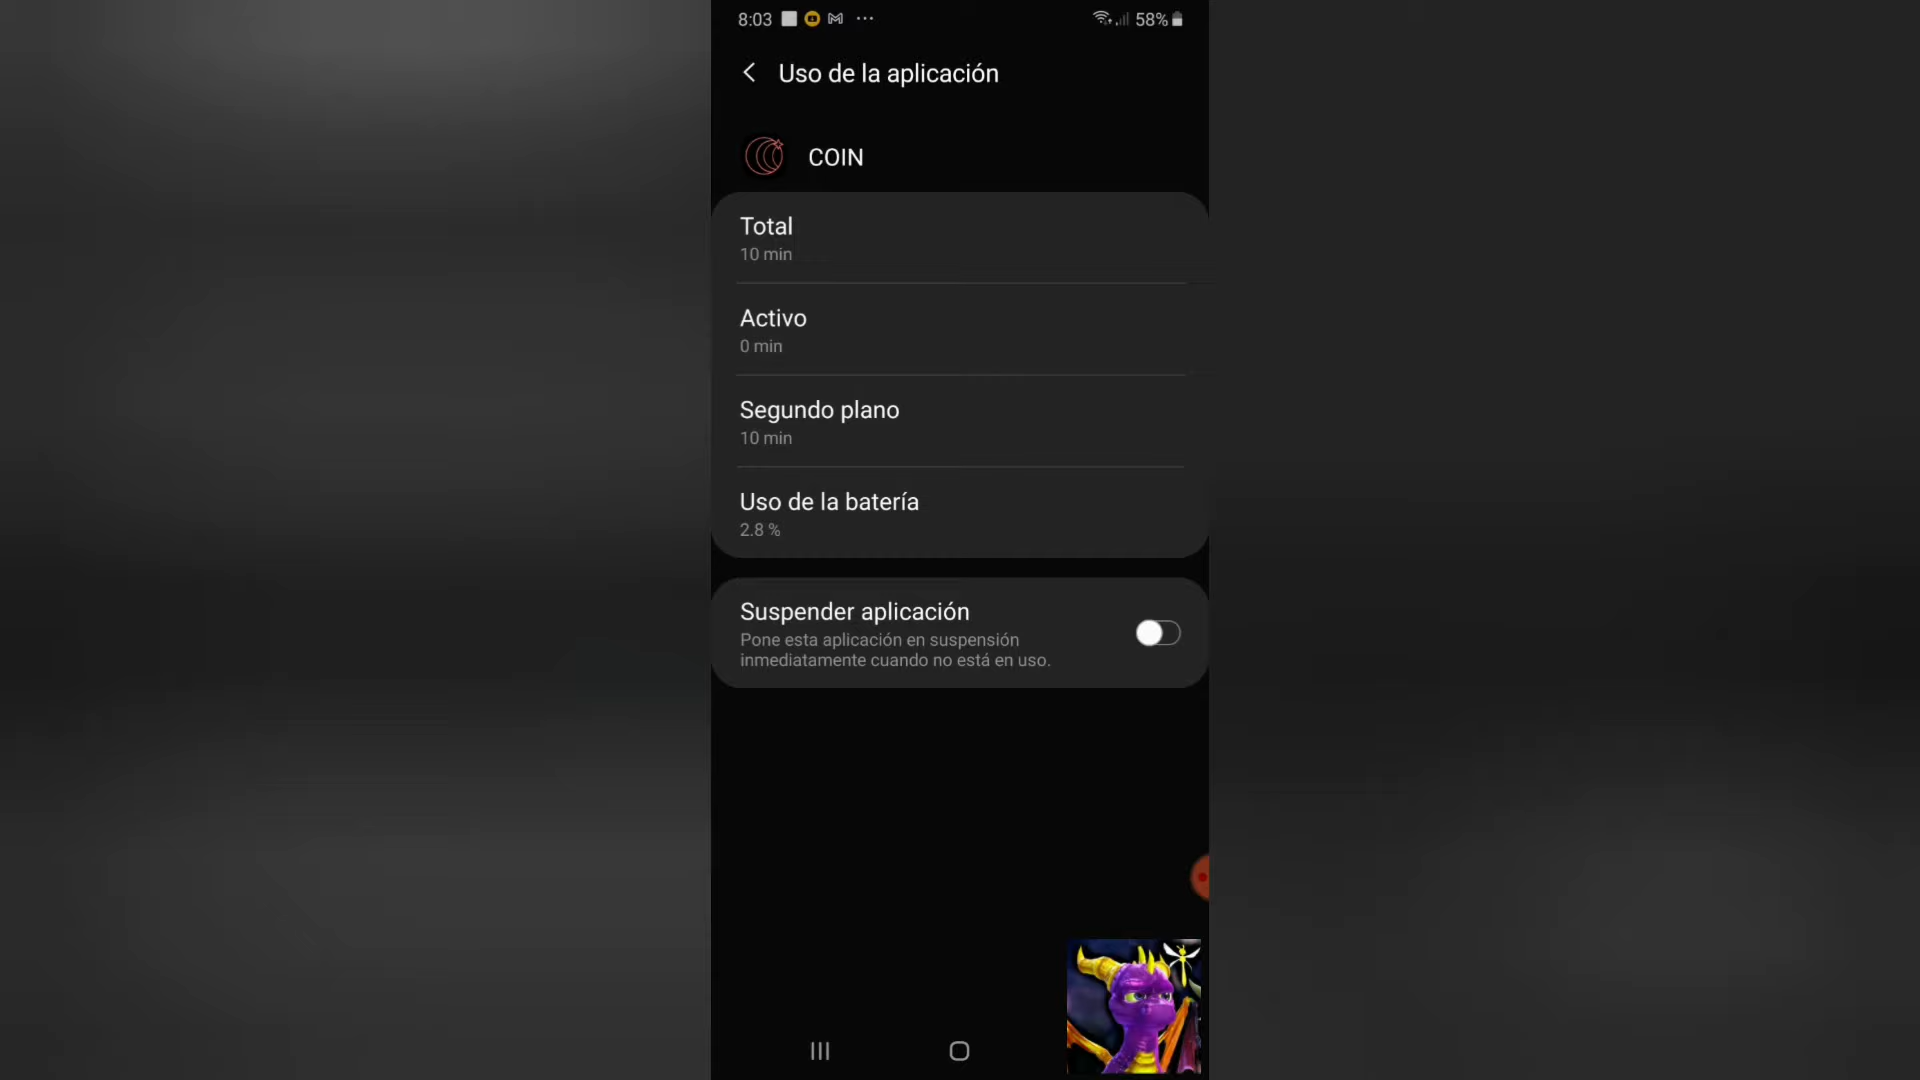 8:03
58%
Uso de la aplicación
COIN
Total
10 min
Activo
0 min
Segundo plano
10 min
Uso de la batería
2.8 %
Suspender aplicación
Pone esta aplicación en suspensión
inmediatamente cuando no está en uso.